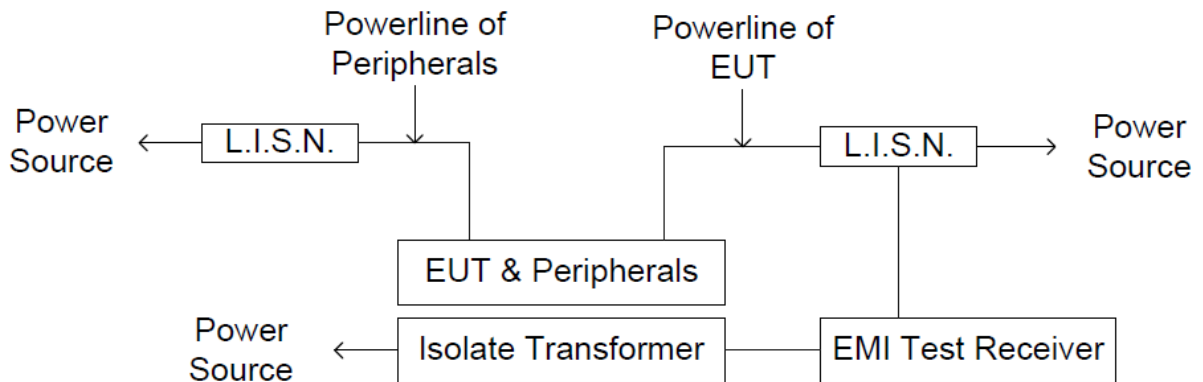 Powerline of
Peripherals
Powerline of
EUT
Power
Source
L.I.S.N.
L.I.S.N.
Power
Source
EUT & Peripherals
Power
Source
Isolate Transformer
EMI Test Receiver